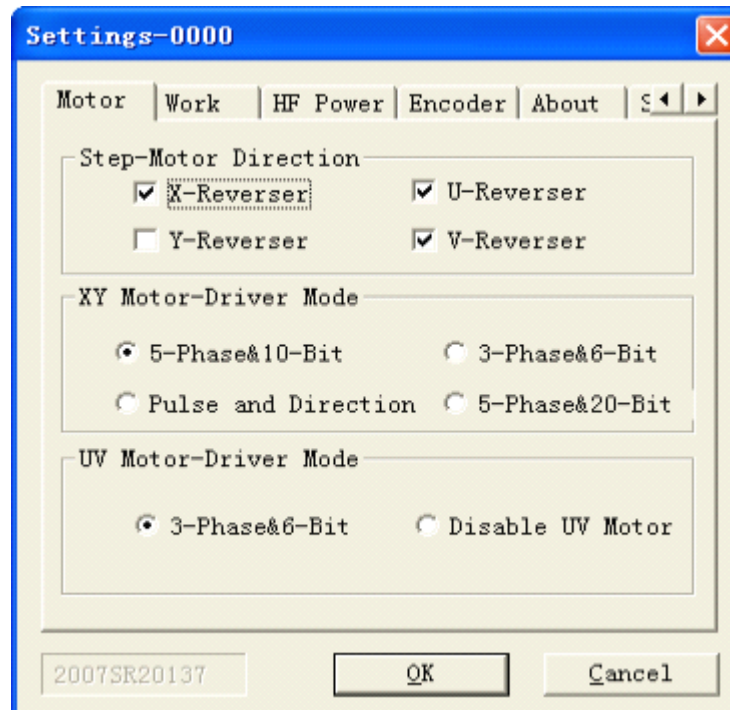 Settings-0000
Motor Work HF Power Encoder About S
Step-Motor Direction
X-Reverser U-Reverser
Y-Reverser V-Reverser
XY Motor-Driver Mode
5-Phase&10-Bit 3-Phase&6-Bit
Pulse and Direction 5-Phase&20-Bit
UV Motor-Driver Mode
3-Phase&6-Bit Disable UV Motor
2007SR20137 OK Cancel